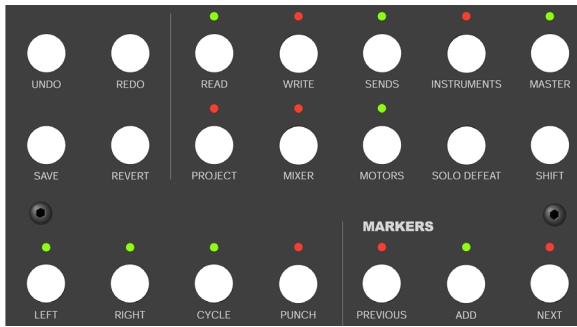 UNDO REDO READ WRITE SENDS INSTRUMENTS MASTER
SAVE REVERT PROJECT MIXER MOTORS SOLO DEFEAT SHIFT
MARKERS
LEFT RIGHT CYCLE PUNCH PREVIOUS ADD NEXT